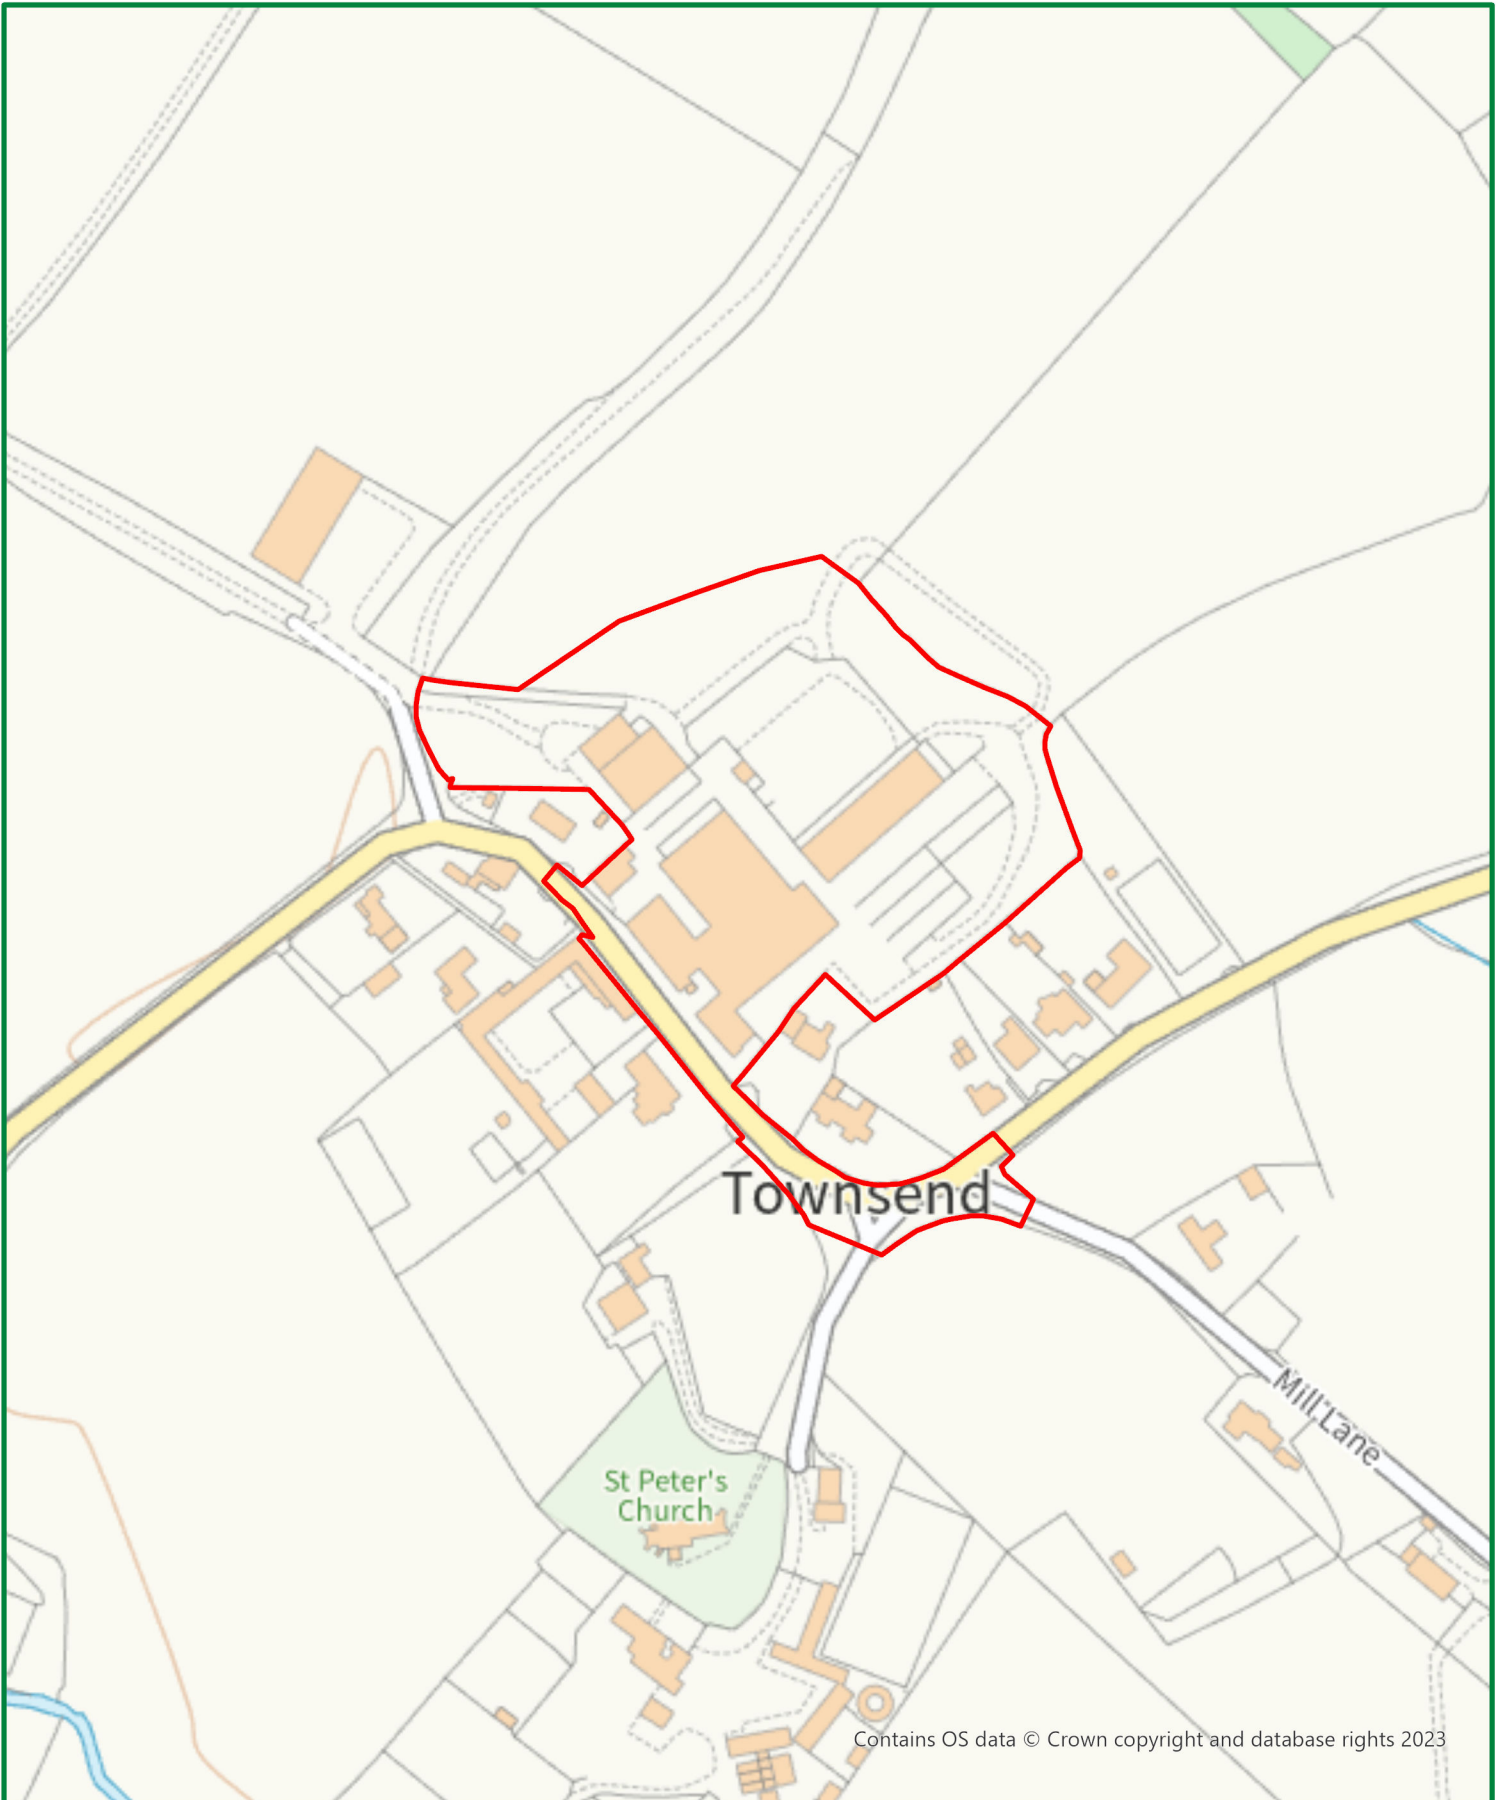 Townsend
Mill Lane
St Peter's
Church
Contains OS data © Crown copyright and database rights 2023